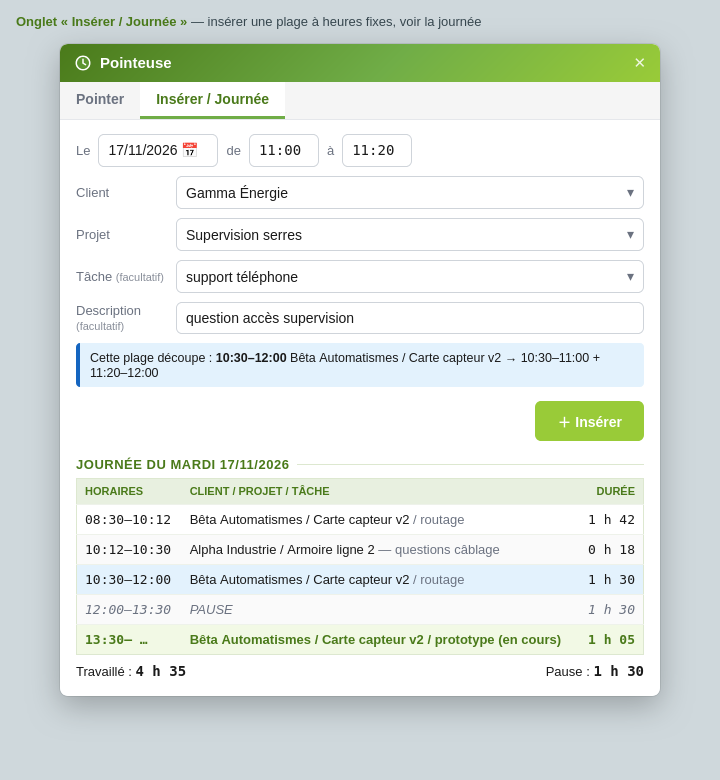 Onglet « Insérer / Journée » — insérer une plage à heures fixes, voir la journée
Pointeuse ×
Pointer Insérer / Journée
Le 17/11/2026 📅 de 11:00 à 11:20
Client Gamma Énergie ▾
Projet Supervision serres ▾
Tâche (facultatif) support téléphone ▾
Description (facultatif) question accès supervision
Cette plage découpe : 10:30–12:00 Bêta Automatismes / Carte capteur v2 → 10:30–11:00 +
11:20–12:00
+ Insérer
JOURNÉE DU MARDI 17/11/2026
HORAIRES CLIENT / PROJET / TÂCHE DURÉE
08:30–10:12 Bêta Automatismes / Carte capteur v2 / routage 1 h 42
10:12–10:30 Alpha Industrie / Armoire ligne 2 — questions câblage 0 h 18
10:30–12:00 Bêta Automatismes / Carte capteur v2 / routage 1 h 30
12:00–13:30 PAUSE 1 h 30
13:30– … Bêta Automatismes / Carte capteur v2 / prototype (en cours) 1 h 05
Travaillé : 4 h 35 Pause : 1 h 30